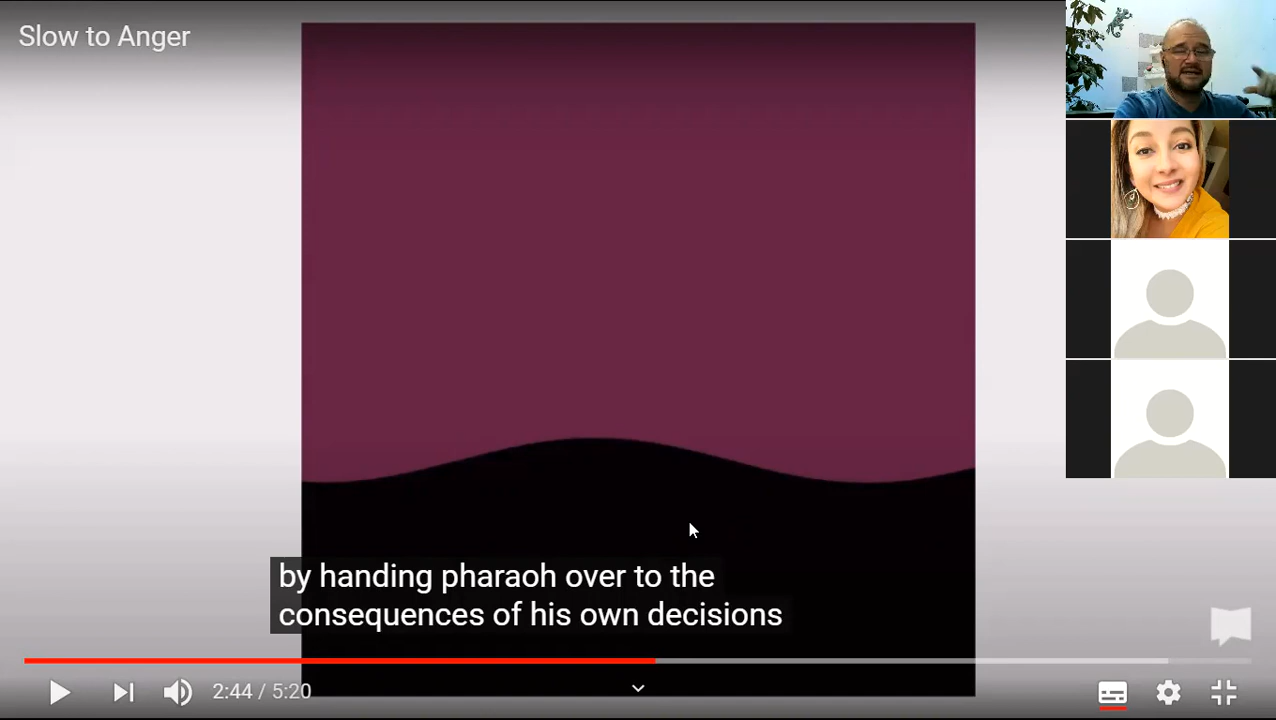 Slow to Anger
by handing pharaoh over to the
consequences of his own decisions
2:44 / 5:20